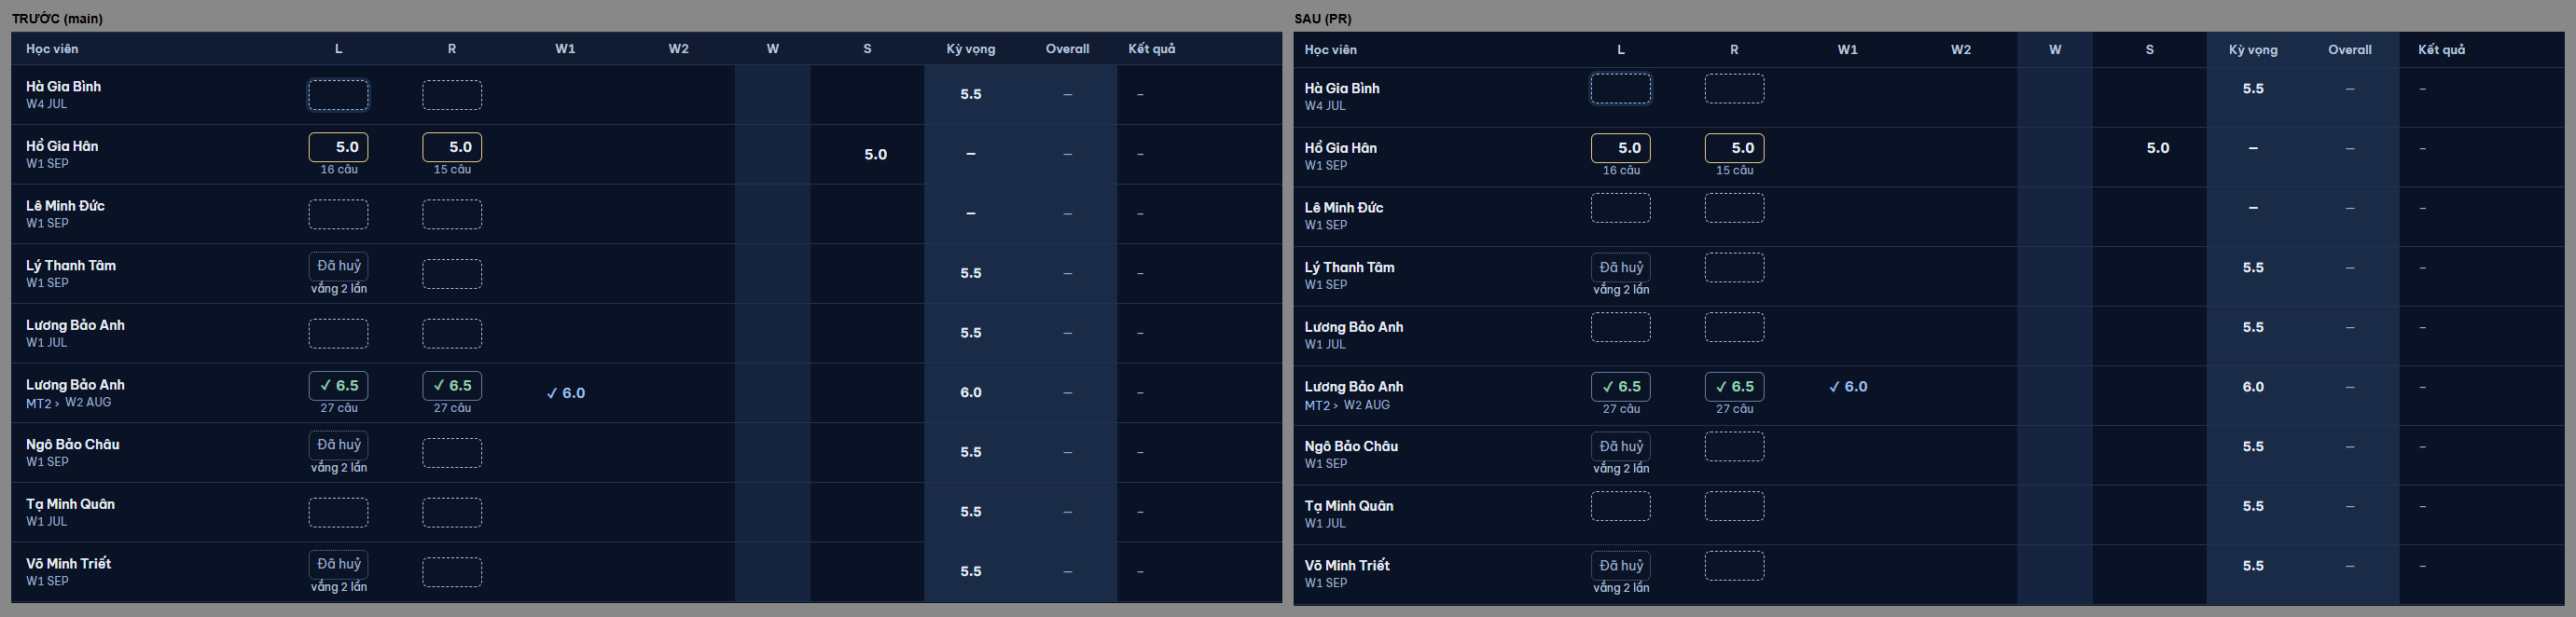 TRƯỚC (main)
Học viên L R W1 W2 W S Kỳ vọng Overall Kết quả
Hà Gia Bình 5.5 — –
W4 JUL
Hồ Gia Hân 5.0 5.0 5.0 — — –
W1 SEP 16 câu 15 câu
Lê Minh Đức — — –
W1 SEP
Lý Thanh Tâm Đã huỷ 5.5 — –
W1 SEP vắng 2 lần
Lương Bảo Anh 5.5 — –
W1 JUL
Lương Bảo Anh ✓ 6.5 ✓ 6.5 ✓ 6.0 6.0 — –
MT2 › W2 AUG 27 câu 27 câu
Ngô Bảo Châu Đã huỷ 5.5 — –
W1 SEP vắng 2 lần
Tạ Minh Quân 5.5 — –
W1 JUL
Võ Minh Triết Đã huỷ 5.5 — –
W1 SEP vắng 2 lần
SAU (PR)
Học viên L R W1 W2 W S Kỳ vọng Overall Kết quả
Hà Gia Bình 5.5 — –
W4 JUL
Hồ Gia Hân 5.0 5.0 5.0 — — –
W1 SEP 16 câu 15 câu
Lê Minh Đức — — –
W1 SEP
Lý Thanh Tâm Đã huỷ 5.5 — –
W1 SEP vắng 2 lần
Lương Bảo Anh 5.5 — –
W1 JUL
Lương Bảo Anh ✓ 6.5 ✓ 6.5 ✓ 6.0 6.0 — –
MT2 › W2 AUG 27 câu 27 câu
Ngô Bảo Châu Đã huỷ 5.5 — –
W1 SEP vắng 2 lần
Tạ Minh Quân 5.5 — –
W1 JUL
Võ Minh Triết Đã huỷ 5.5 — –
W1 SEP vắng 2 lần